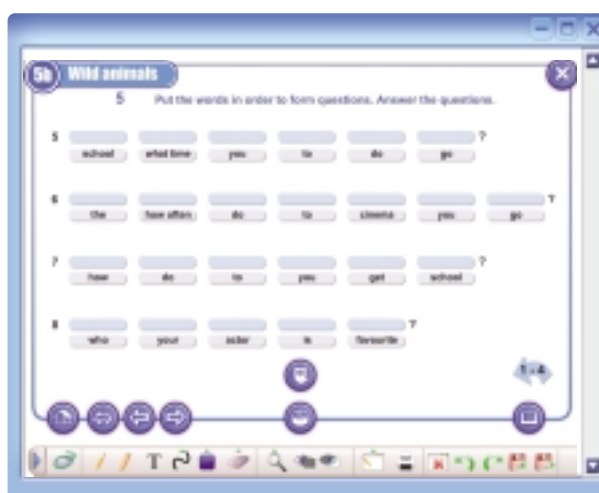 5b Wild animals
5 Put the words in order to form questions. Answer the questions.
5 ?
school what time you to do go
6 ?
the how often do to cinema you go
7 ?
how do to you get school
8 ?
who your actor is favourite
1-4
T